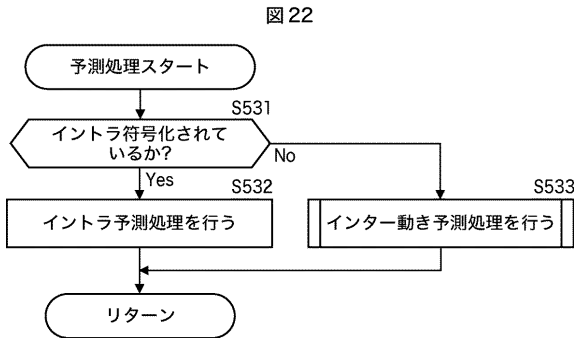 図22
予測処理スタート
S531
イントラ符号化されて
いるか?
No
Yes
S532
イントラ予測処理を行う
S533
インター動き予測処理を行う
リターン